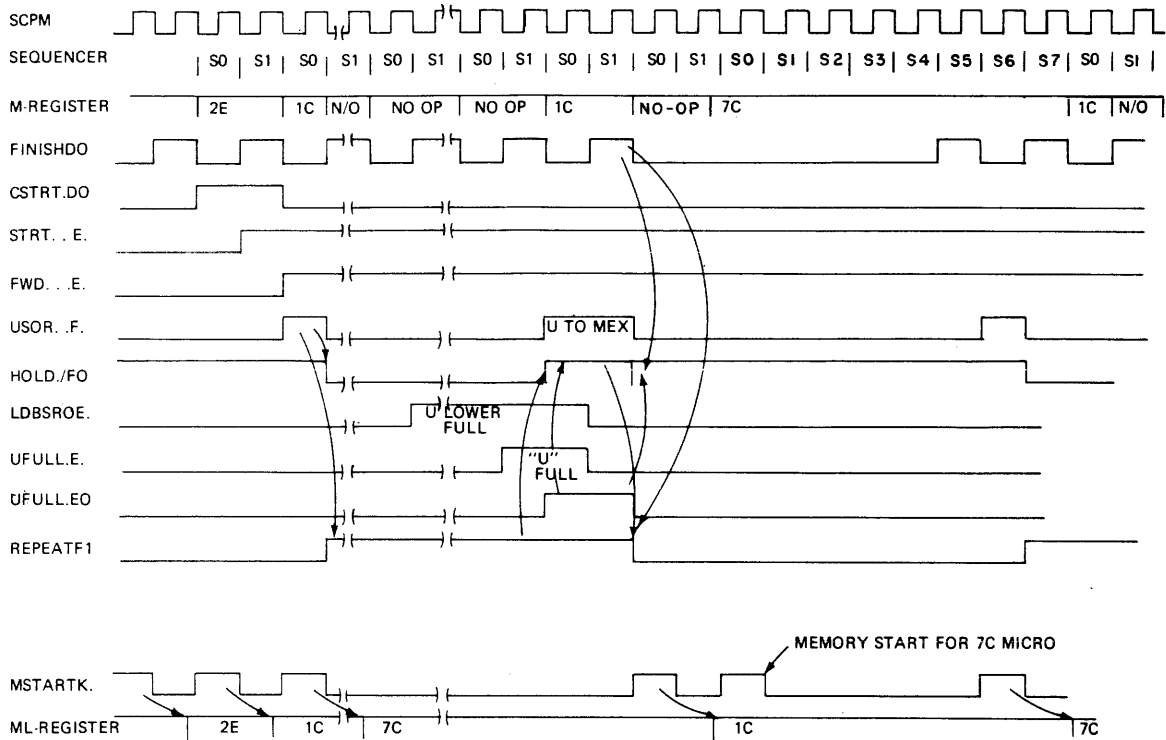 SCPM
SEQUENCER | S0 | S1 | S0 | S1 | S0 | S1 | S0 | S1 | S0 | S1 | S0 | S1 | S0 | S1 | S2 | S3 | S4 | S5 | S6 | S7 | S0 | S1 |
M-REGISTER 2E 1C N/O NO OP NO OP 1C NO-OP 7C 1C N/O
FINISHDO
CSTRT.DO
STRT. . E.
FWD. . .E.
USOR. .F. U TO MEX
HOLD./FO
LDBSROE. U LOWER
FULL
UFULL.E. "U"
FULL
UFULL.EO
REPEATF1
MEMORY START FOR 7C MICRO
MSTARTK.
ML-REGISTER 2E 1C 7C 1C 7C